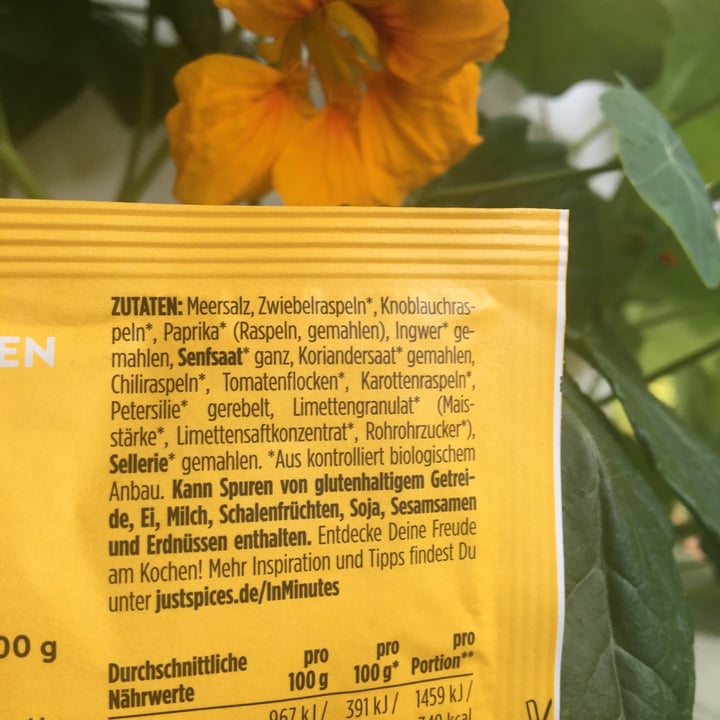 ZUTATEN: Meersalz, Zwiebelraspeln*, Knoblauchras-
peln*, Paprika* (Raspeln, gemahlen), Ingwer* ge-
mahlen, Senfsaat* ganz, Koriandersaat* gemahlen,
Chiliraspeln*, Tomatenflocken*, Karottenraspeln*,
Petersilie* gerebelt, Limettengranulat* (Mais-
stärke*, Limettensaftkonzentrat*, Rohrohrzucker*),
Sellerie* gemahlen. *Aus kontrolliert biologischem
Anbau. Kann Spuren von glutenhaltigem Getrei-
de, Ei, Milch, Schalenfrüchten, Soja, Sesamsamen
und Erdnüssen enthalten. Entdecke Deine Freude
am Kochen! Mehr Inspiration und Tipps findest Du
unter justspices.de/InMinutes
EN
00 g
Durchschnittliche Nährwerte
pro 100 g
pro 100 g*
pro Portion**
967 kJ/
391 kJ/
1459 kJ/